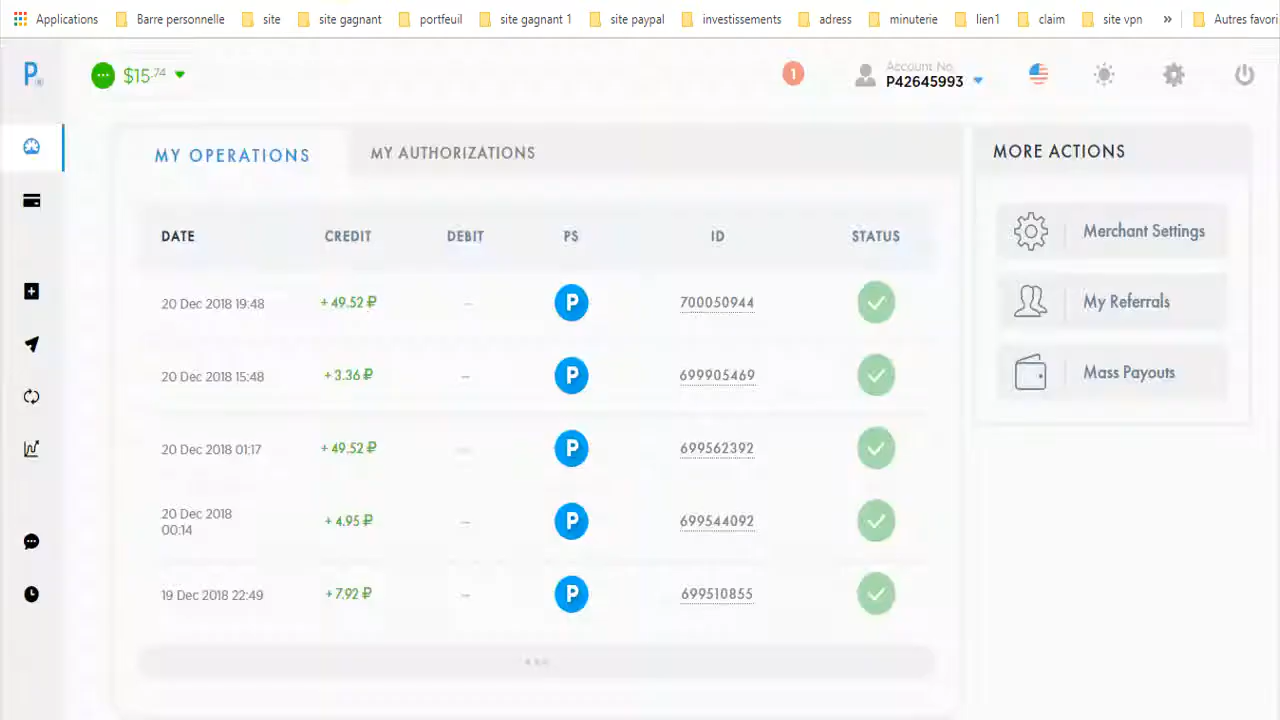 Applications Barre personnelle site site gagnant portfeuil site gagnant 1 site paypal investissements adress minuterie lien1 claim site vpn » Autres favori
P
$15.74 1 Account No.
P42645993
MY OPERATIONS MY AUTHORIZATIONS MORE ACTIONS
DATE CREDIT DEBIT PS ID STATUS
20 Dec 2018 19:48 + 49.52 ₽ – P 700050944
20 Dec 2018 15:48 + 3.36 ₽ – P 699905469
20 Dec 2018 01:17 + 49.52 ₽ – P 699562392
20 Dec 2018
00:14 + 4.95 ₽ – P 699544092
19 Dec 2018 22:49 + 7.92 ₽ – P 699510855
Merchant Settings
My Referrals
Mass Payouts